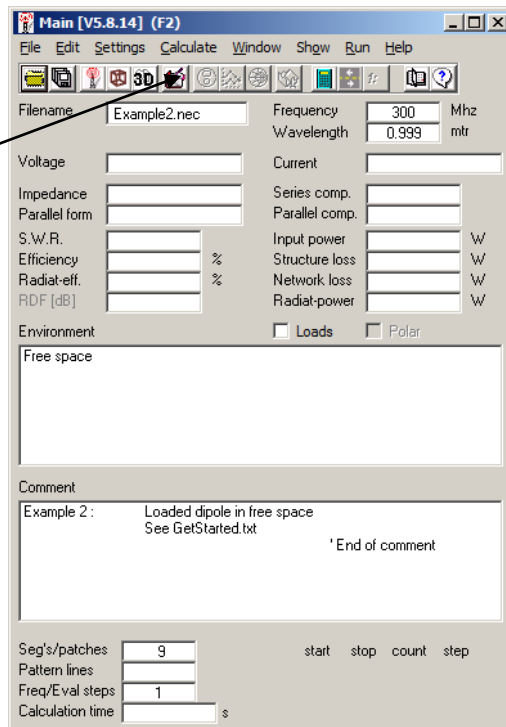 Main [V5.8.14] (F2)
File Edit Settings Calculate Window Show Run Help
3D
Filename Example2.nec Frequency 300 Mhz
Wavelength 0.999 mtr
Voltage Current
Impedance Series comp.
Parallel form Parallel comp.
S.W.R. Input power W
Efficiency % Structure loss W
Radiat-eff. % Network loss W
RDF [dB] Radiat-power W
Environment Loads Polar
Free space
Comment
Example 2 : Loaded dipole in free space
See GetStarted.txt
' End of comment
Seg's/patches 9 start stop count step
Pattern lines
Freq/Eval steps 1
Calculation time s